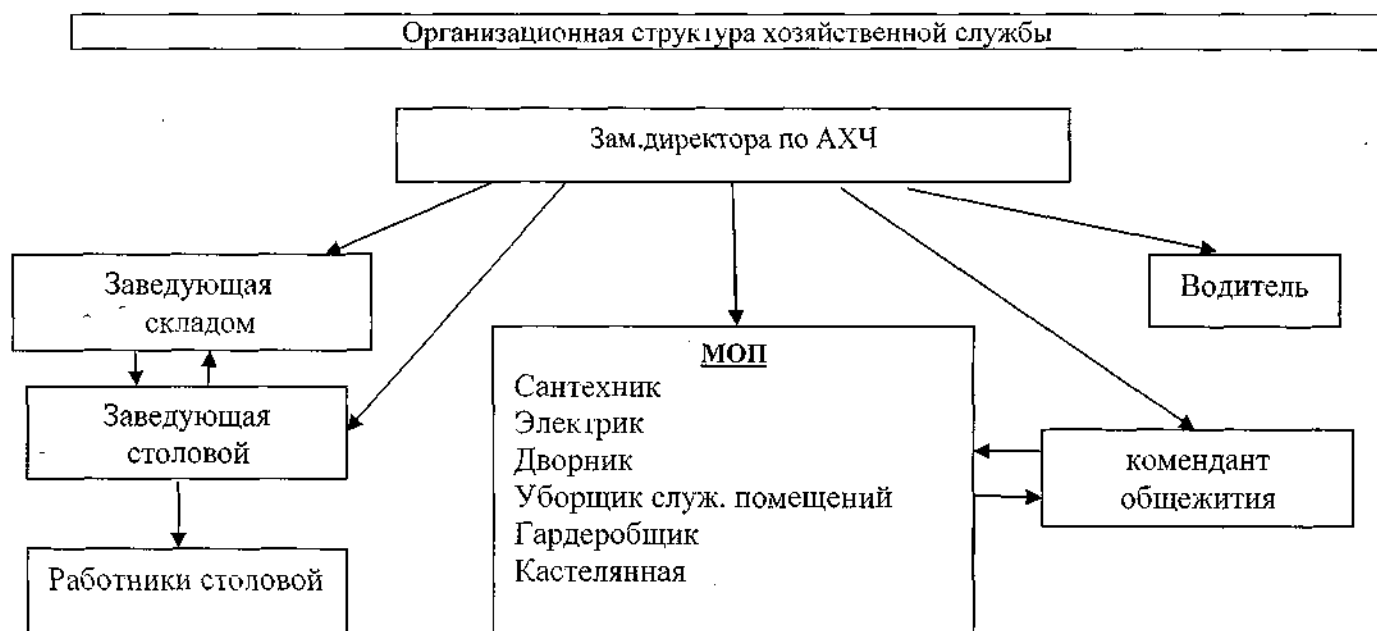 Организационная структура хозяйственной службы
Зам.директора по АХЧ
Заведующая
складом
Водитель
МОП
Сантехник
Электрик
Дворник
Уборщик служ. помещений
Гардеробщик
Кастелянная
Заведующая
столовой
комендант
общежития
Работники столовой